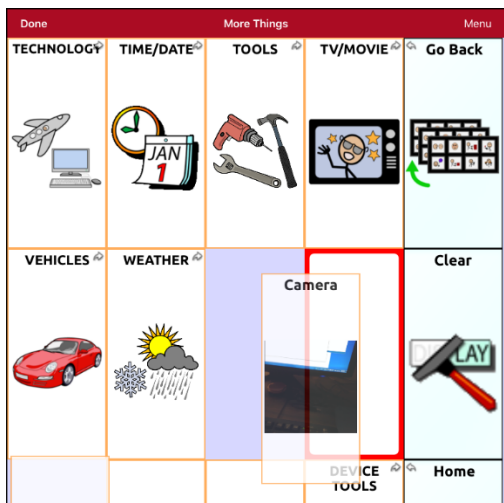 Done
More Things
Menu
TECHNOLOGY
TIME/DATE
TOOLS
TV/MOVIE
Go Back
JAN
1
VEHICLES
WEATHER
Camera
Clear
DISPLAY
DEVICE
TOOLS
Home